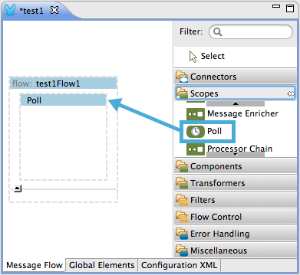 *test1
Filter:
Select
Connectors
flow: test1Flow1
Scopes
Poll
Message Enricher
Poll
Processor Chain
Components
Transformers
Filters
Flow Control
Error Handling
Miscellaneous
Message Flow Global Elements Configuration XML